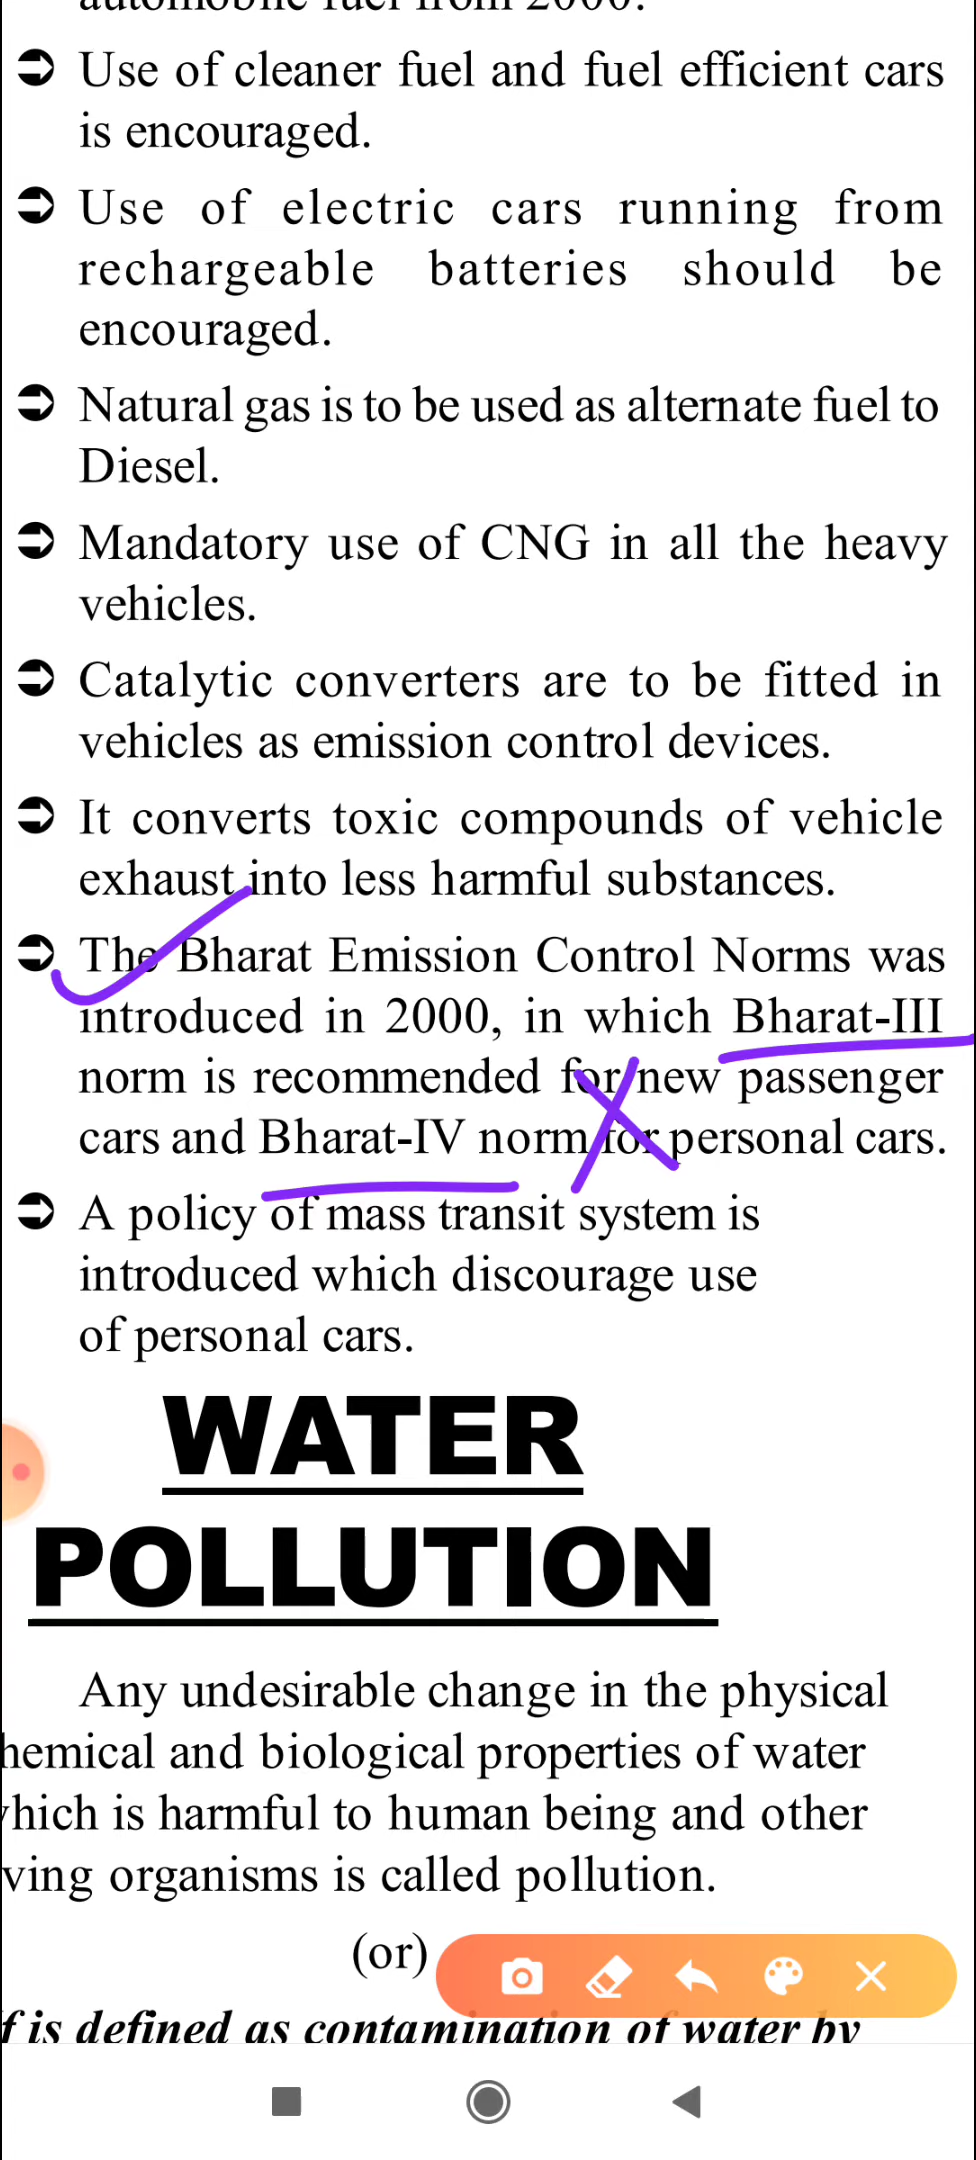 Use of cleaner fuel and fuel efficient cars
is encouraged.
Use of electric cars running from
rechargeable batteries should be
encouraged.
Natural gas is to be used as alternate fuel to
Diesel.
Mandatory use of CNG in all the heavy
vehicles.
Catalytic converters are to be fitted in
vehicles as emission control devices.
It converts toxic compounds of vehicle
exhaust into less harmful substances.
The Bharat Emission Control Norms was
introduced in 2000, in which Bharat-III
norm is recommended for new passenger
cars and Bharat-IV norm for personal cars.
A policy of mass transit system is
introduced which discourage use
of personal cars.
WATER
POLLUTION
Any undesirable change in the physical
hemical and biological properties of water
hich is harmful to human being and other
ving organisms is called pollution.
(or)
is defined as contamination of water by